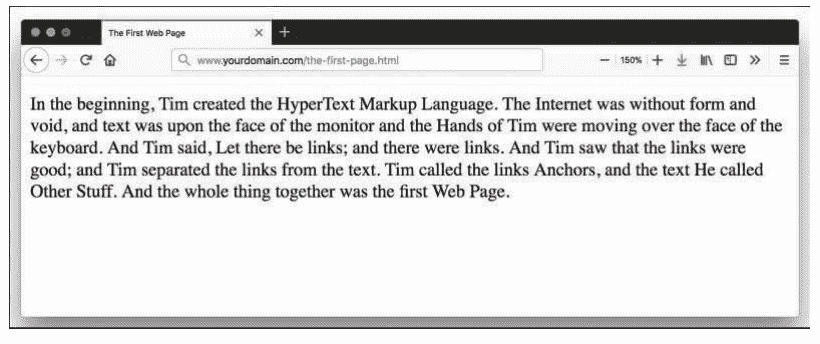 The First Web Page
www.yourdomain.com/the-first-page.html
150%
In the beginning, Tim created the HyperText Markup Language. The Internet was without form and
void, and text was upon the face of the monitor and the Hands of Tim were moving over the face of the
keyboard. And Tim said, Let there be links; and there were links. And Tim saw that the links were
good; and Tim separated the links from the text. Tim called the links Anchors, and the text He called
Other Stuff. And the whole thing together was the first Web Page.